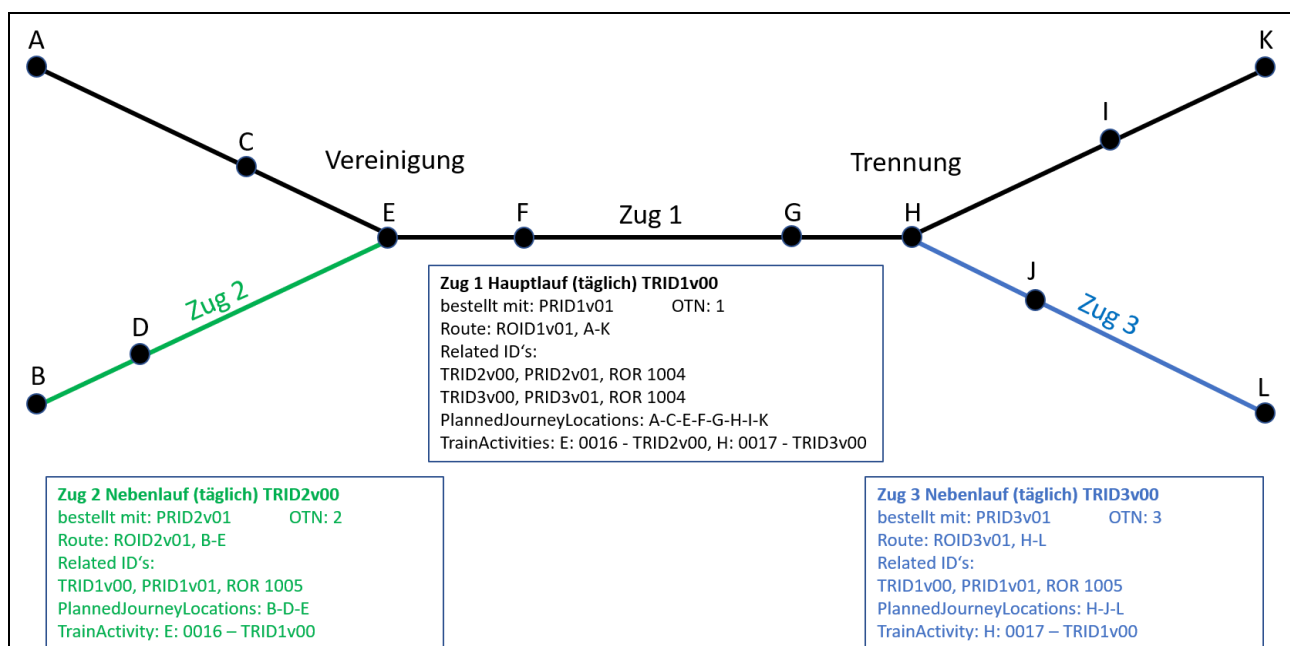 A
K
C
I
Vereinigung
Trennung
E
F
Zug 1
G
H
Zug 2
D
J
Zug 3
B
L
Zug 1 Hauptlauf (täglich) TRID1v00
bestellt mit: PRID1v01 OTN: 1
Route: ROID1v01, A-K
Related ID‘s:
TRID2v00, PRID2v01, ROR 1004
TRID3v00, PRID3v01, ROR 1004
PlannedJourneyLocations: A-C-E-F-G-H-I-K
TrainActivities: E: 0016 - TRID2v00, H: 0017 - TRID3v00
Zug 2 Nebenlauf (täglich) TRID2v00
bestellt mit: PRID2v01 OTN: 2
Route: ROID2v01, B-E
Related ID‘s:
TRID1v00, PRID1v01, ROR 1005
PlannedJourneyLocations: B-D-E
TrainActivity: E: 0016 – TRID1v00
Zug 3 Nebenlauf (täglich) TRID3v00
bestellt mit: PRID3v01 OTN: 3
Route: ROID3v01, H-L
Related ID‘s:
TRID1v00, PRID1v01, ROR 1005
PlannedJourneyLocations: H-J-L
TrainActivity: H: 0017 – TRID1v00